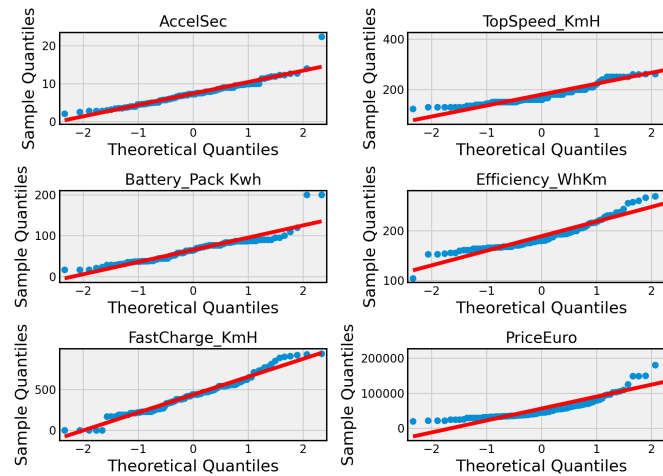 AccelSec
TopSpeed_KmH
Sample Quantiles
20
10
0
−2
−1
0
1
2
Theoretical Quantiles
Sample Quantiles
400
200
−2
−1
0
1
2
Theoretical Quantiles
Battery_Pack Kwh
Efficiency_WhKm
Sample Quantiles
200
100
0
−2
−1
0
1
2
Theoretical Quantiles
Sample Quantiles
200
100
−2
−1
0
1
2
Theoretical Quantiles
FastCharge_KmH
PriceEuro
Sample Quantiles
500
0
−2
−1
0
1
2
Theoretical Quantiles
Sample Quantiles
200000
100000
0
−2
−1
0
1
2
Theoretical Quantiles